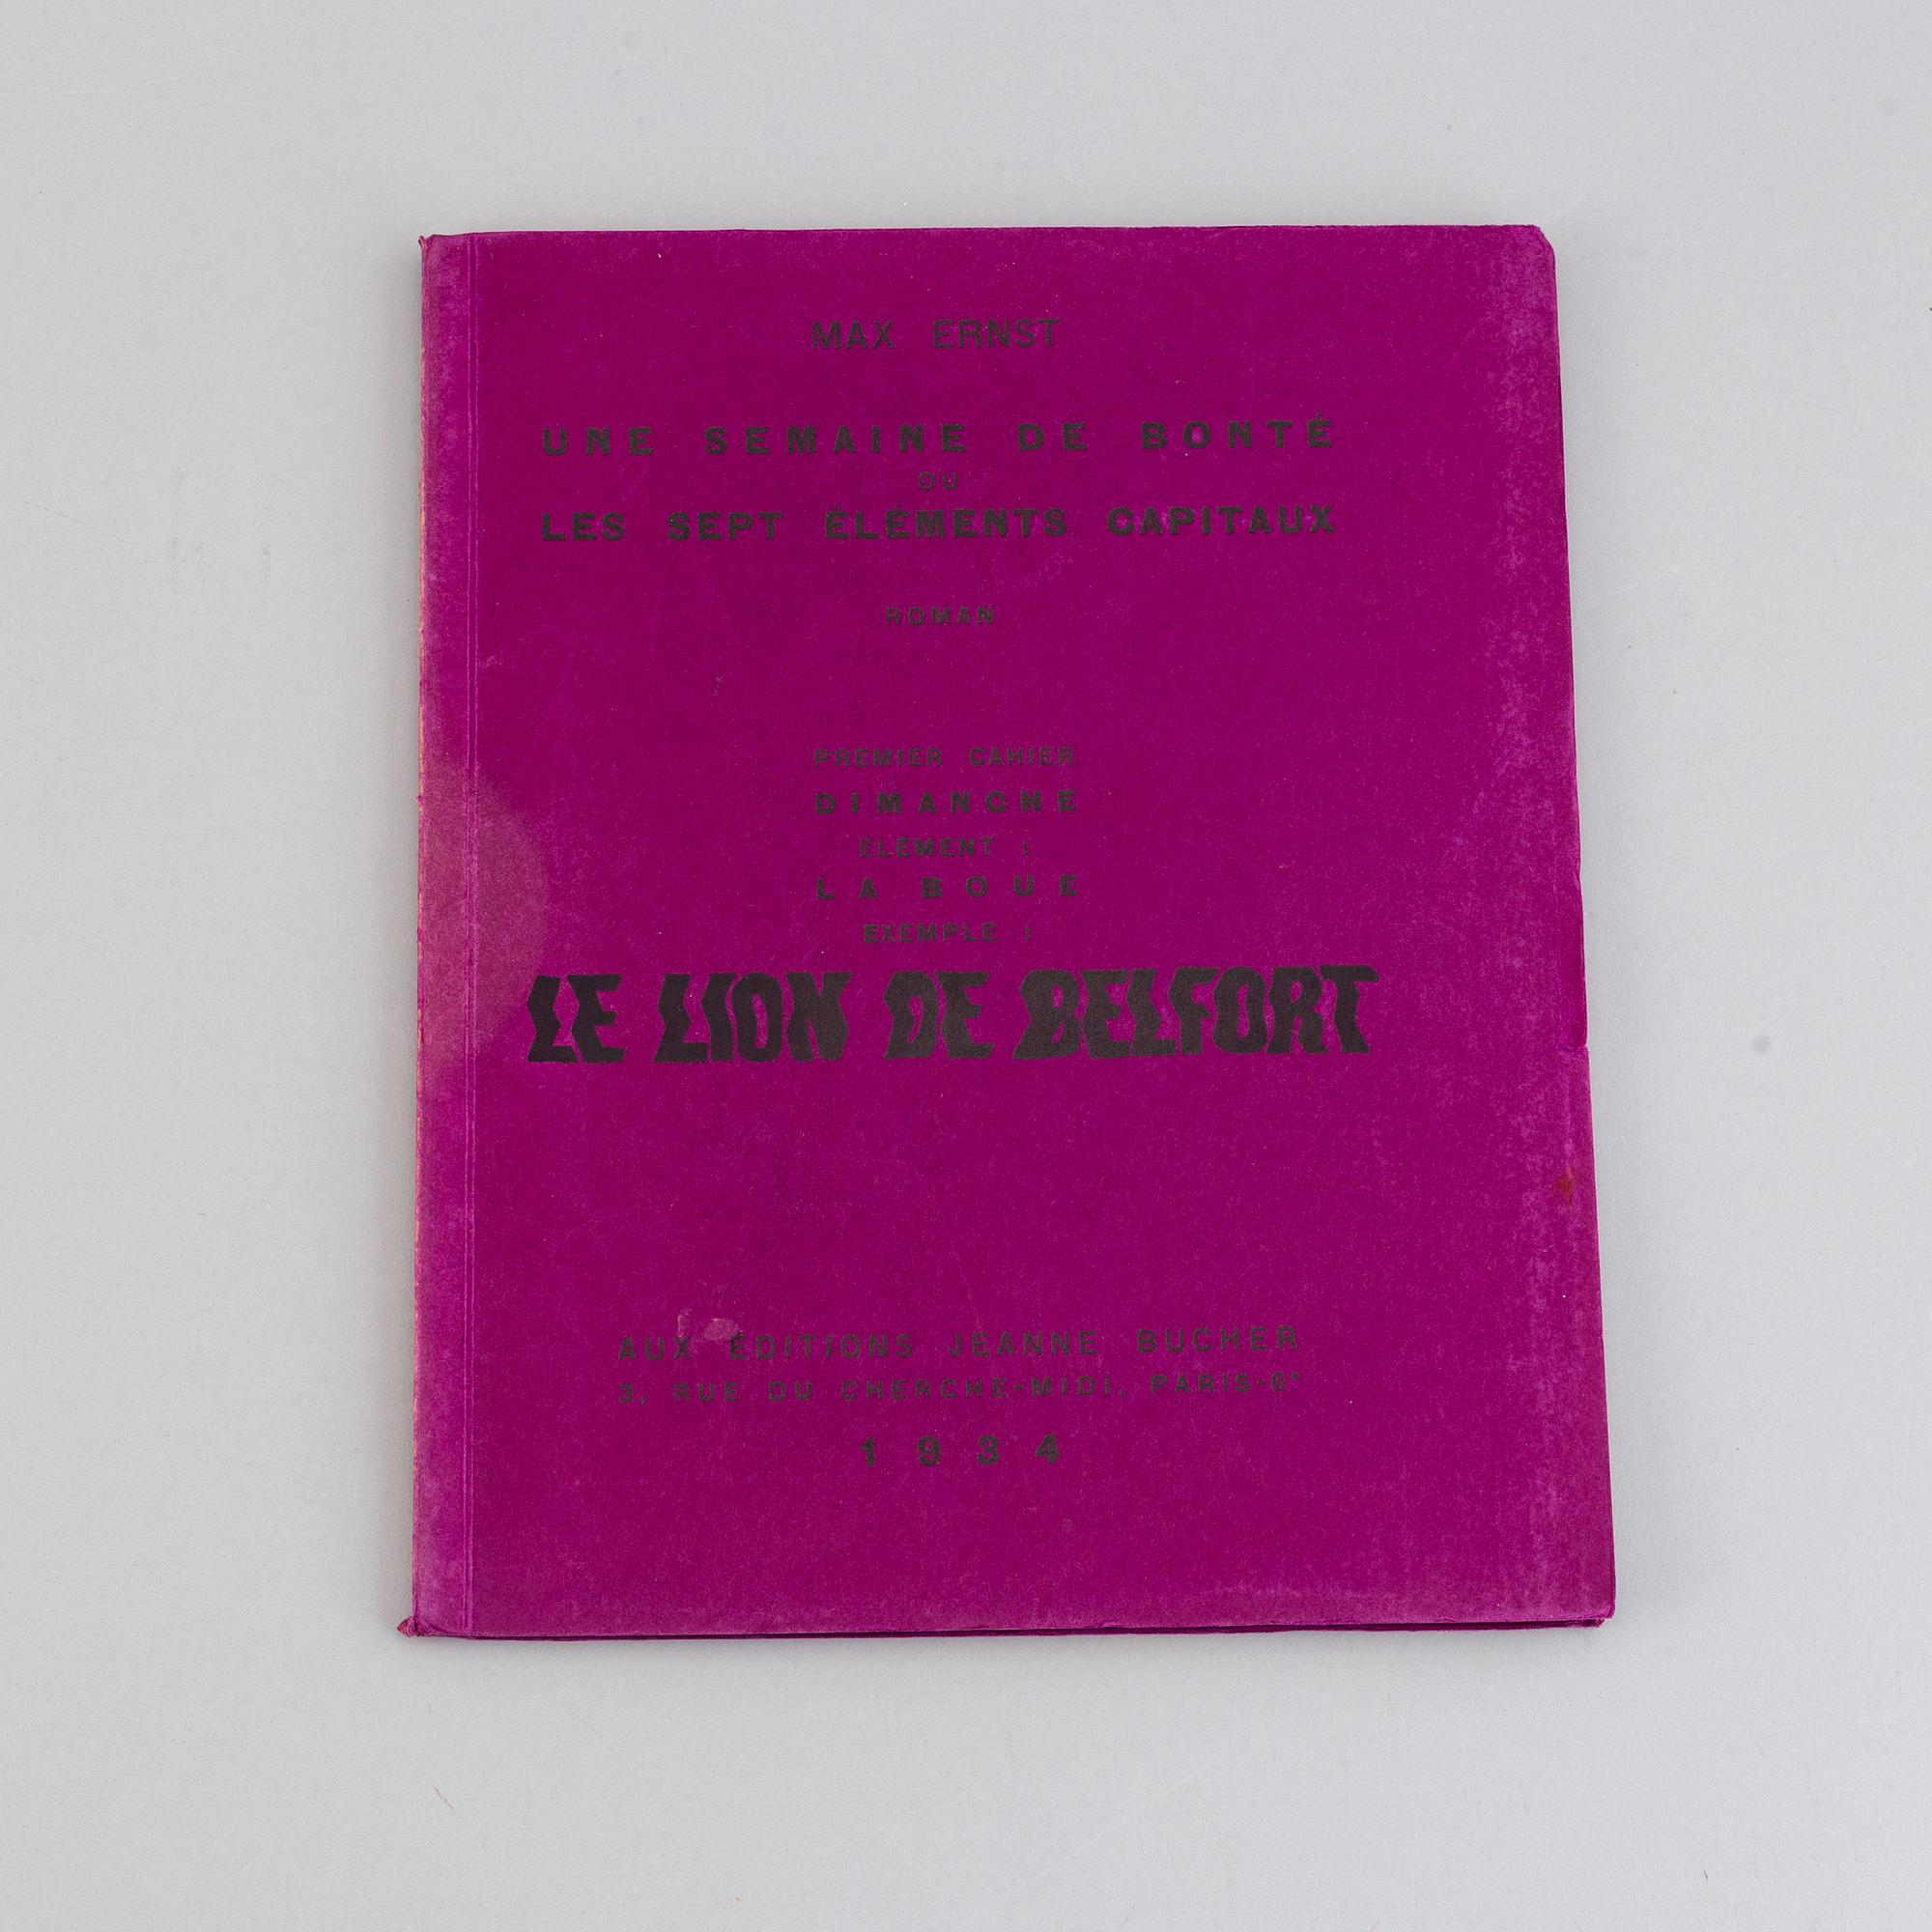 MAX ERNST
UNE SEMAINE DE BONTÉ
OU
LES SEPT ÉLÉMENTS CAPITAUX
ROMAN
PREMIER CAHIER
DIMANCHE
ÉLÉMENT :
LA BOUE
EXEMPLE :
LE LION DE BELFORT
AUX ÉDITIONS JEANNE BUCHER
3, RUE DU CHERCHE-MIDI, PARIS-6ᵉ
1934